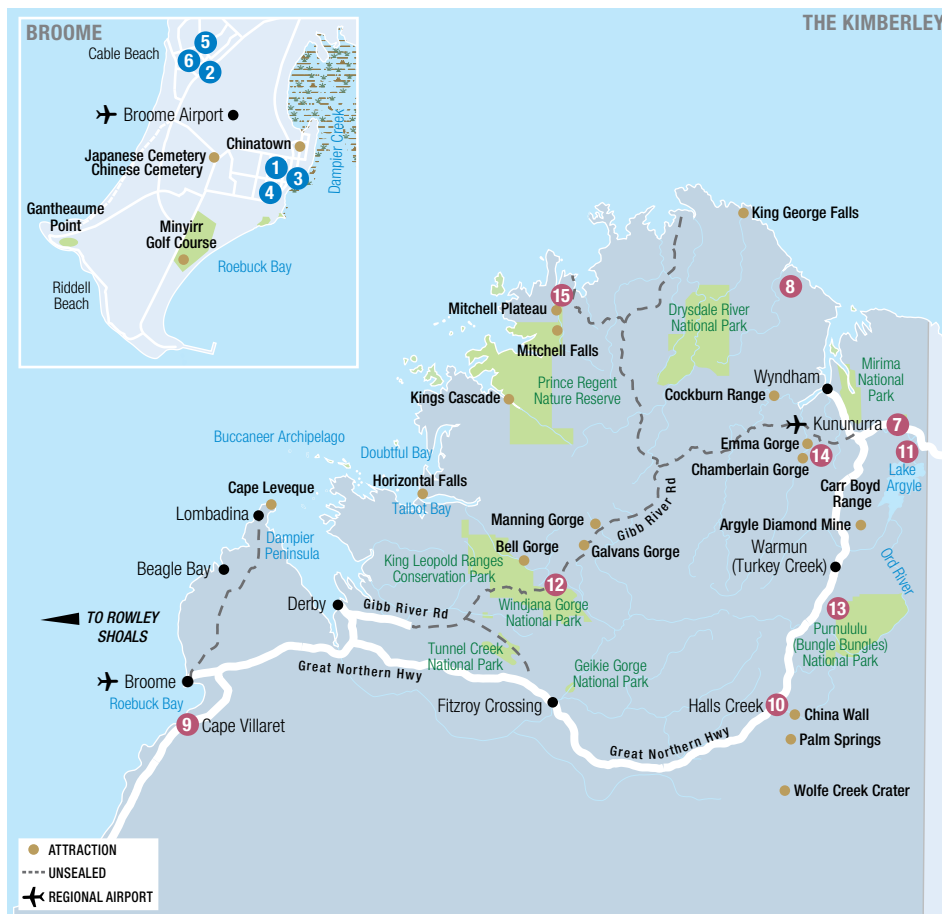 BROOME
Cable Beach
5
6
2
Broome Airport
Chinatown
Dampier Creek
Japanese Cemetery
Chinese Cemetery
1
3
4
Gantheaume
Point
Minyirr
Golf Course
Roebuck Bay
Riddell
Beach
THE KIMBERLEY
King George Falls
8
15
Mitchell Plateau
Mitchell Falls
Drysdale River
National Park
Prince Regent
Nature Reserve
Kings Cascade
Cockburn Range
Wyndham
Mirima
National
Park
Kununurra
7
Emma Gorge
14
Chamberlain Gorge
11
Lake
Argyle
Carr Boyd
Range
Argyle Diamond Mine
Warmun
(Turkey Creek)
Ord River
Buccaneer Archipelago
Doubtful Bay
Horizontal Falls
Talbot Bay
Cape Leveque
Lombadina
Dampier
Peninsula
Beagle Bay
Manning Gorge
Gibb River Rd
Bell Gorge
Galvans Gorge
King Leopold Ranges
Conservation Park
12
Windjana Gorge
National Park
Derby
Gibb River Rd
TO ROWLEY
SHOALS
13
Purnululu
(Bungle Bungles)
National Park
Tunnel Creek
National Park
Great Northern Hwy
Geikie Gorge
National Park
Broome
Roebuck Bay
9
Cape Villaret
Fitzroy Crossing
Halls Creek
10
China Wall
Great Northern Hwy
Palm Springs
Wolfe Creek Crater
ATTRACTION
UNSEALED
REGIONAL AIRPORT